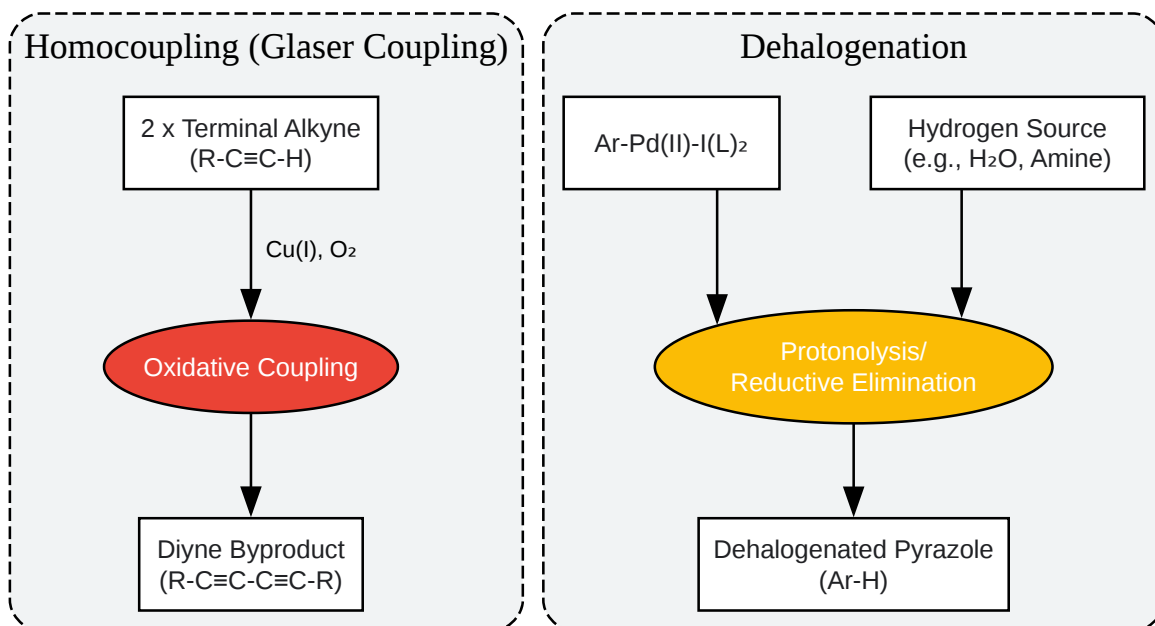 Homocoupling (Glaser Coupling)
2 x Terminal Alkyne
(R-C≡C-H)
Cu(I), O₂
Oxidative Coupling
Diyne Byproduct
(R-C≡C-C≡C-R)
Dehalogenation
Ar-Pd(II)-I(L)₂
Hydrogen Source
(e.g., H₂O, Amine)
Protonolysis/
Reductive Elimination
Dehalogenated Pyrazole
(Ar-H)